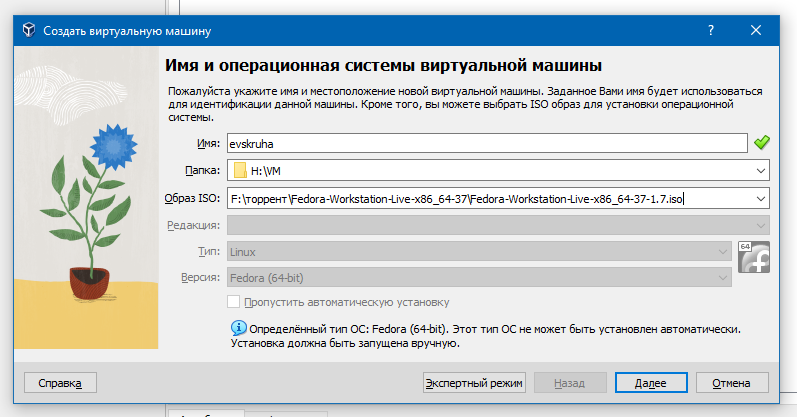 Создать виртуальную машину
?
Имя и операционная системы виртуальной машины
Пожалуйста укажите имя и местоположение новой виртуальной машины. Заданное Вами имя будет использоваться
для идентификации данной машины. Кроме того, вы можете выбрать ISO образ для установки операционной
системы.
Имя: evskruha
Папка: H:\VM
Образ ISO: F:\торрент\Fedora-Workstation-Live-x86_64-37\Fedora-Workstation-Live-x86_64-37-1.7.iso
Редакция:
Тип: Linux
64
Версия: Fedora (64-bit)
Пропустить автоматическую установку
Определённый тип ОС: Fedora (64-bit). Этот тип ОС не может быть установлен автоматически.
Установка должна быть запущена вручную.
Справка Экспертный режим Назад Далее Отмена